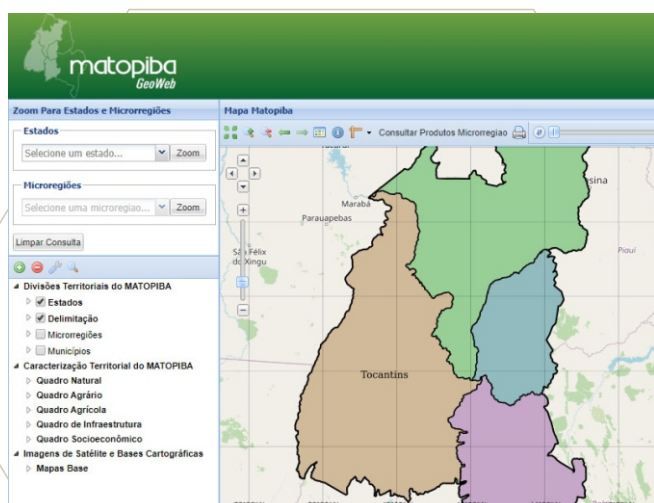 matopiba
GeoWeb
Zoom Para Estados e Microrregiões
Estados
Selecione um estado...
Zoom
Microregiões
Selecione uma microregiao...
Zoom
Limpar Consulta
Divisões Territoriais do MATOPIBA
Estados
Delimitação
Microrregiões
Municípios
Caracterização Territorial do MATOPIBA
Quadro Natural
Quadro Agrário
Quadro Agrícola
Quadro de Infraestrutura
Quadro Socioeconômico
Imagens de Satélite e Bases Cartográficas
Mapas Base
Mapa Matopiba
Consultar Produtos Microrregiao
Marabá
Parauapebas
São Félix
do Xingu
Tocantins
sina
Piauí